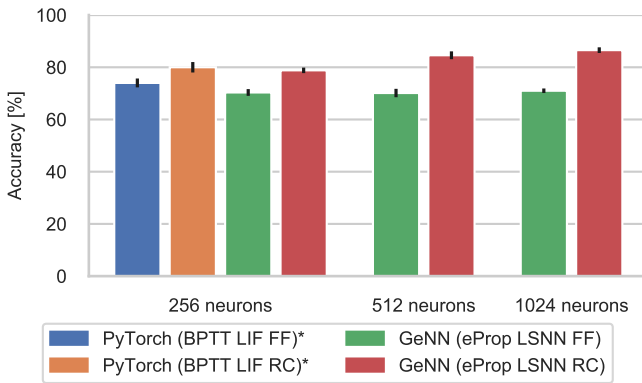 Accuracy [%]
100
80
60
40
20
0
256 neurons
512 neurons
1024 neurons
PyTorch (BPTT LIF FF)*
PyTorch (BPTT LIF RC)*
GeNN (eProp LSNN FF)
GeNN (eProp LSNN RC)